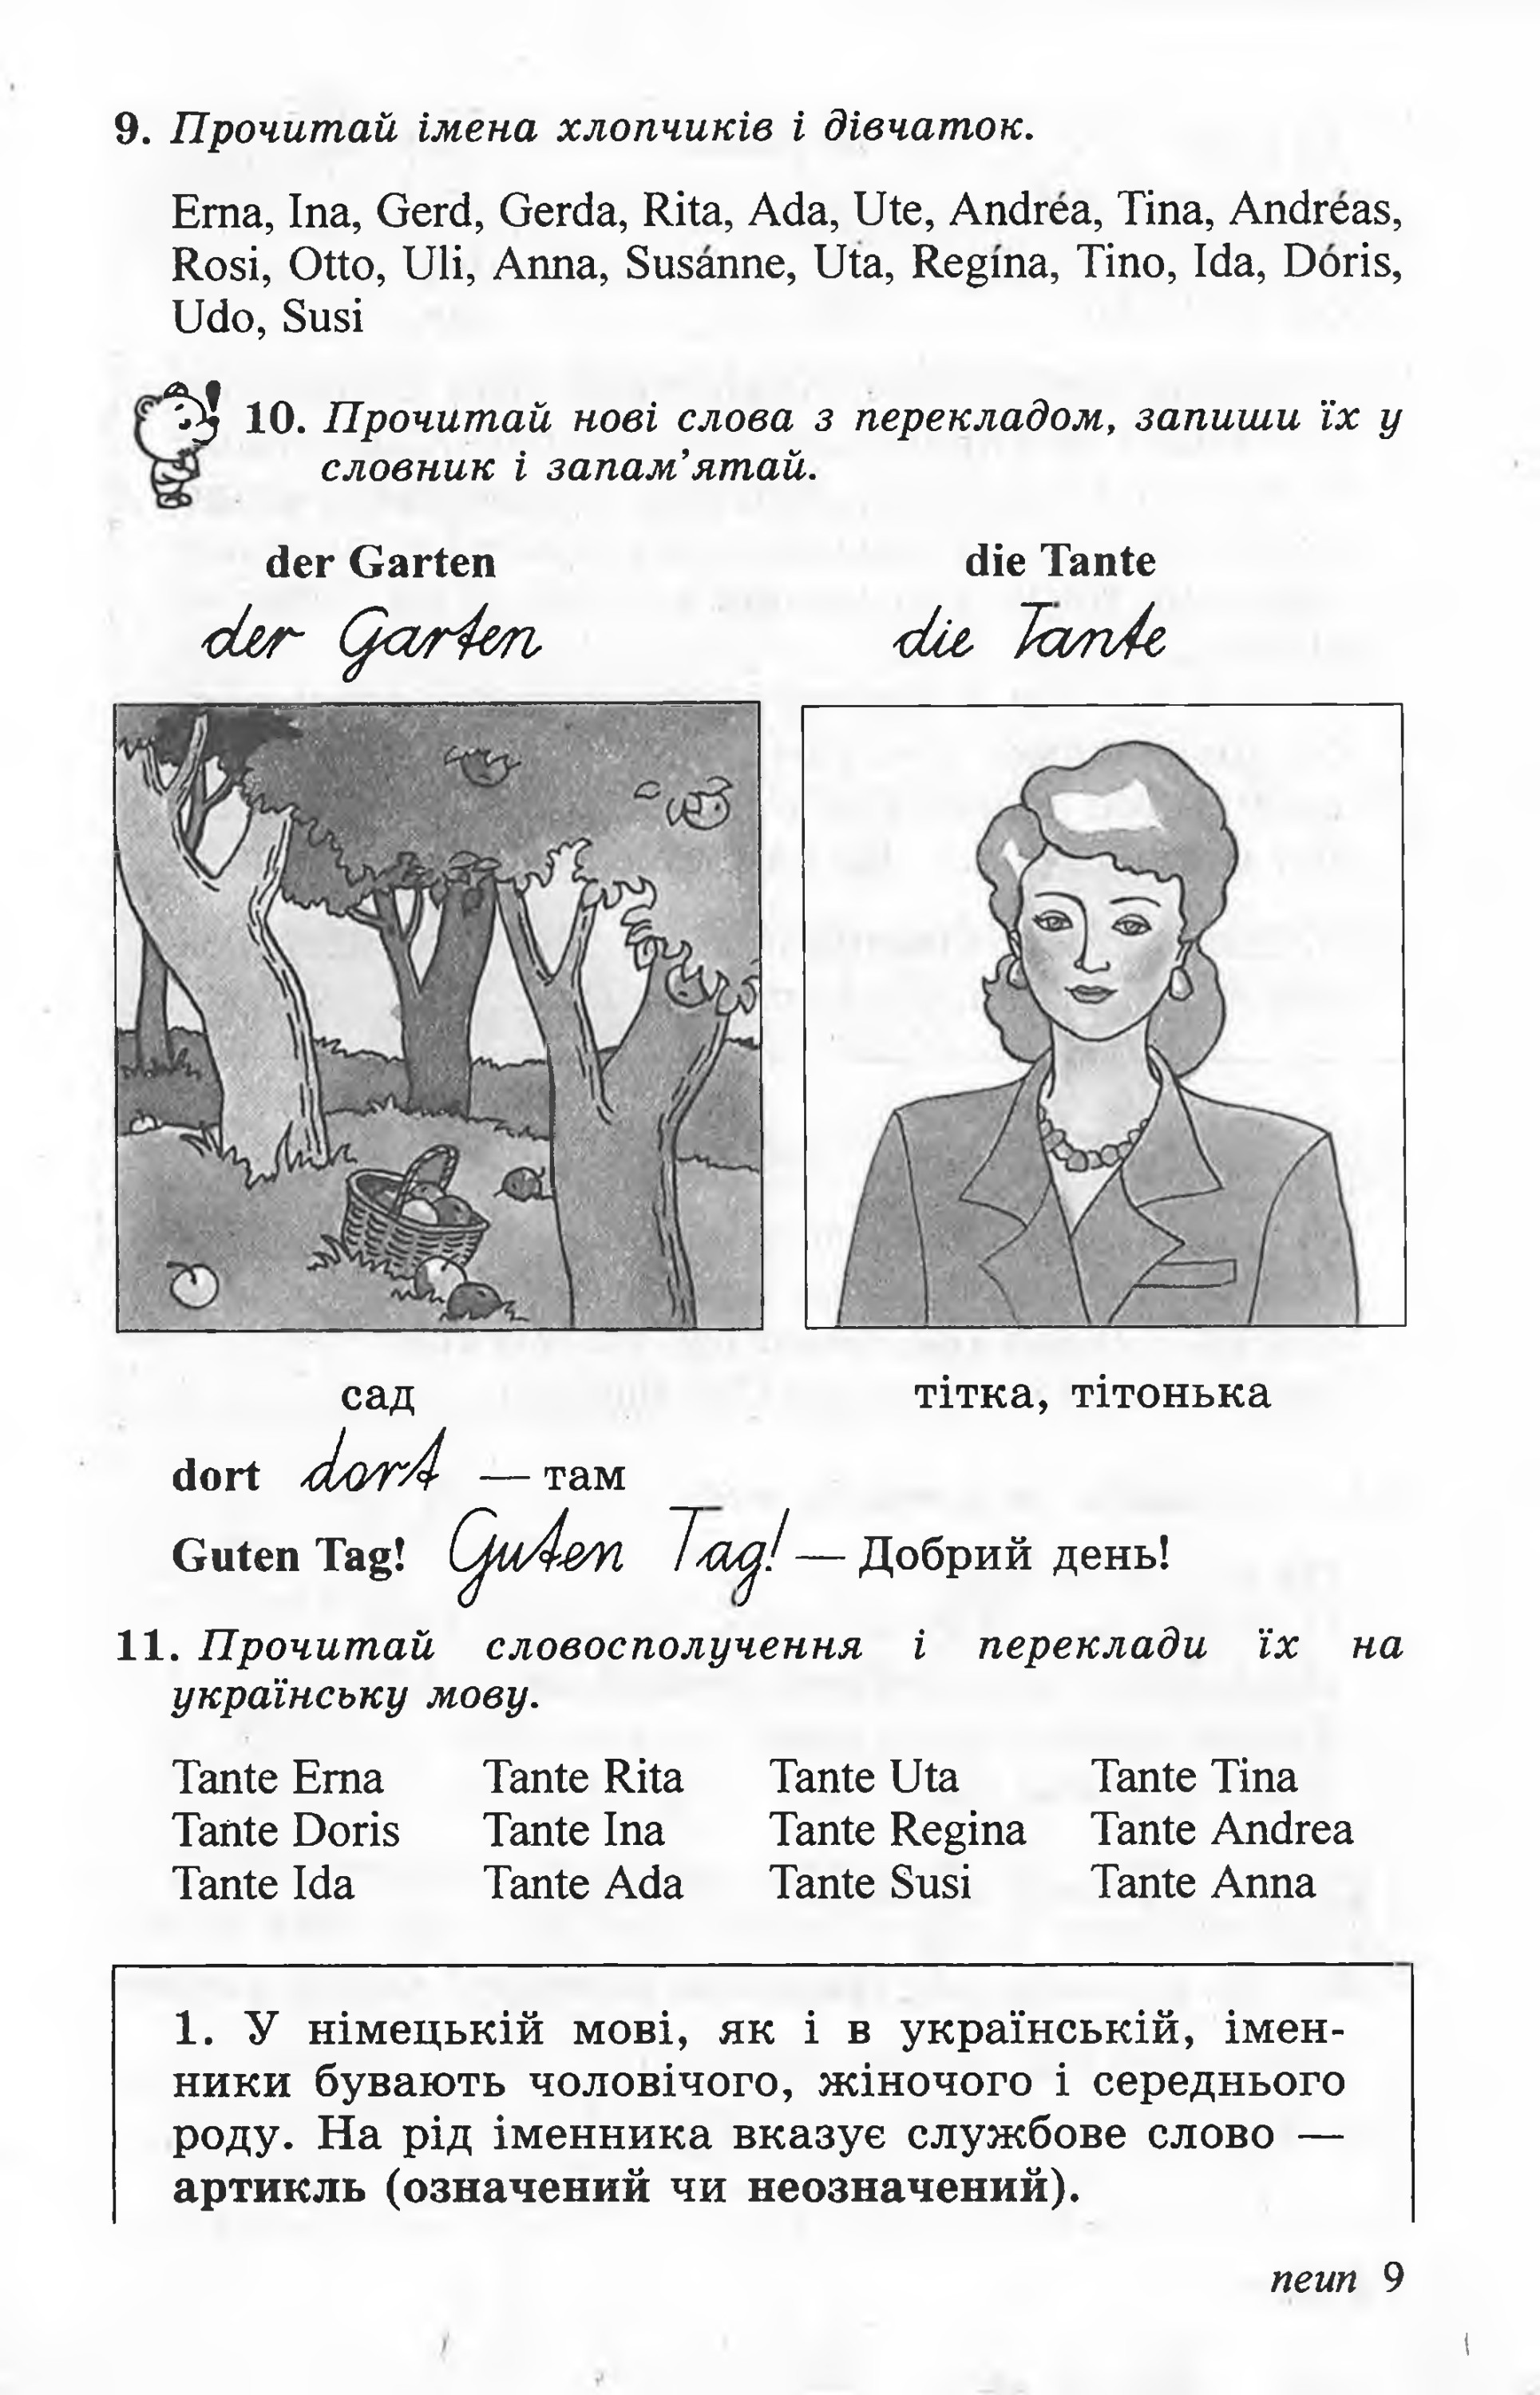 9. Прочитай імена хлопчиків і дівчаток.
Erna, Ina, Gerd, Gerda, Rita, Ada, Ute, Andréa, Tina, Andréas,
Rosi, Otto, Uli, Anna, Susánne, Uta, Regína, Tino, Ida, Dóris,
Udo, Susi
10. Прочитай нові слова з перекладом, запиши їх у
словник і запам’ятай.
der Garten die Tante
der Garten die Tante
сад тітка, тітонька
dort dort — там
Guten Tag! Guten Tag! — Добрий день!
11. Прочитай словосполучення і переклади їх на
українську мову.
Tante Erna Tante Rita Tante Uta Tante Tina
Tante Doris Tante Ina Tante Regina Tante Andrea
Tante Ida Tante Ada Tante Susi Tante Anna
1. У німецькій мові, як і в українській, імен-
ники бувають чоловічого, жіночого і середнього
роду. На рід іменника вказує службове слово —
артикль (означений чи неозначений).
neun 9